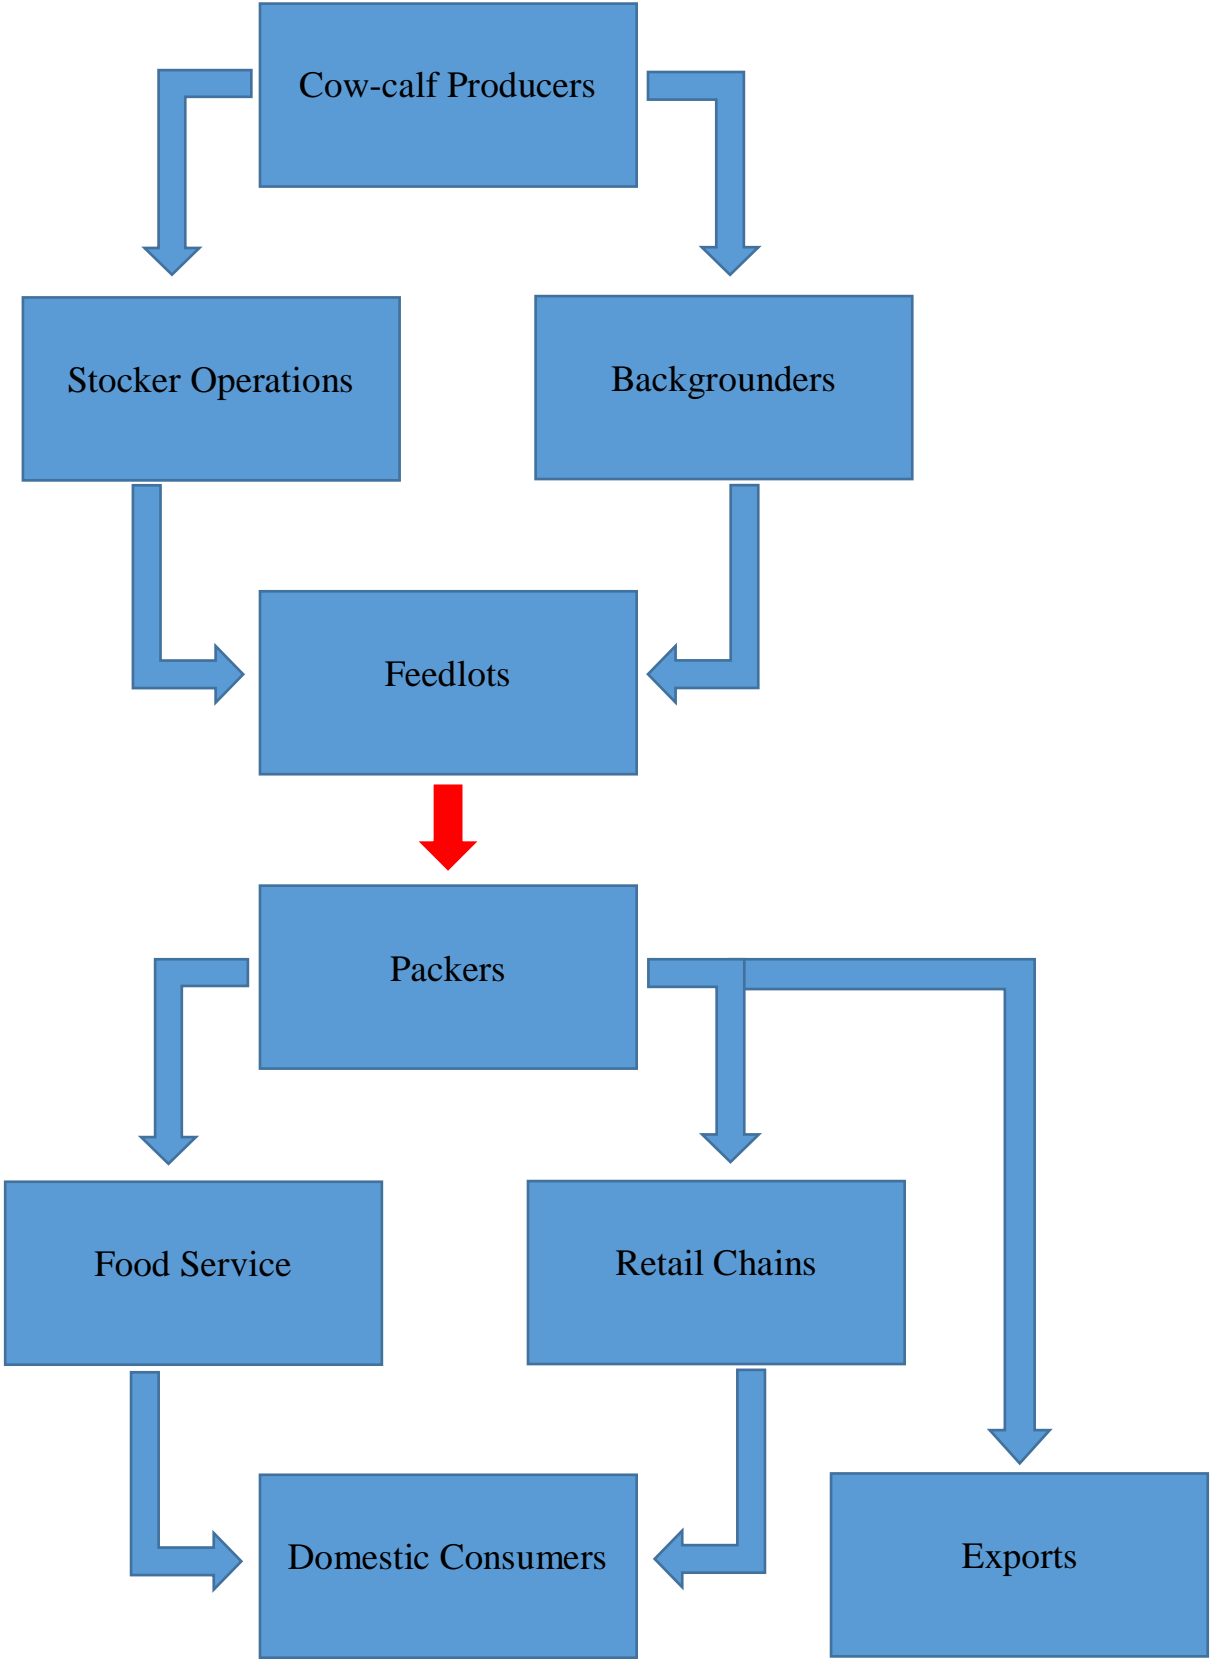 Cow-calf Producers
Stocker Operations
Backgrounders
Feedlots
Packers
Food Service
Retail Chains
Domestic Consumers
Exports